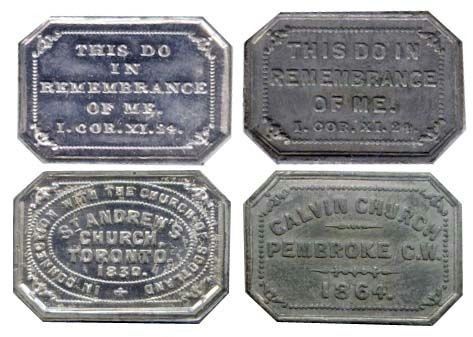 THIS DO
IN
REMEMBRANCE
OF ME.
I. COR. XI. 24.
THIS DO IN
REMEMBRANCE
OF ME.
I. COR. XI. 24.
IN CONNECTION WITH THE CHURCH OF SCOTLAND
ST ANDREW'S
CHURCH
TORONTO.
1830.
CALVIN CHURCH
PEMBROKE C.W.
1864.